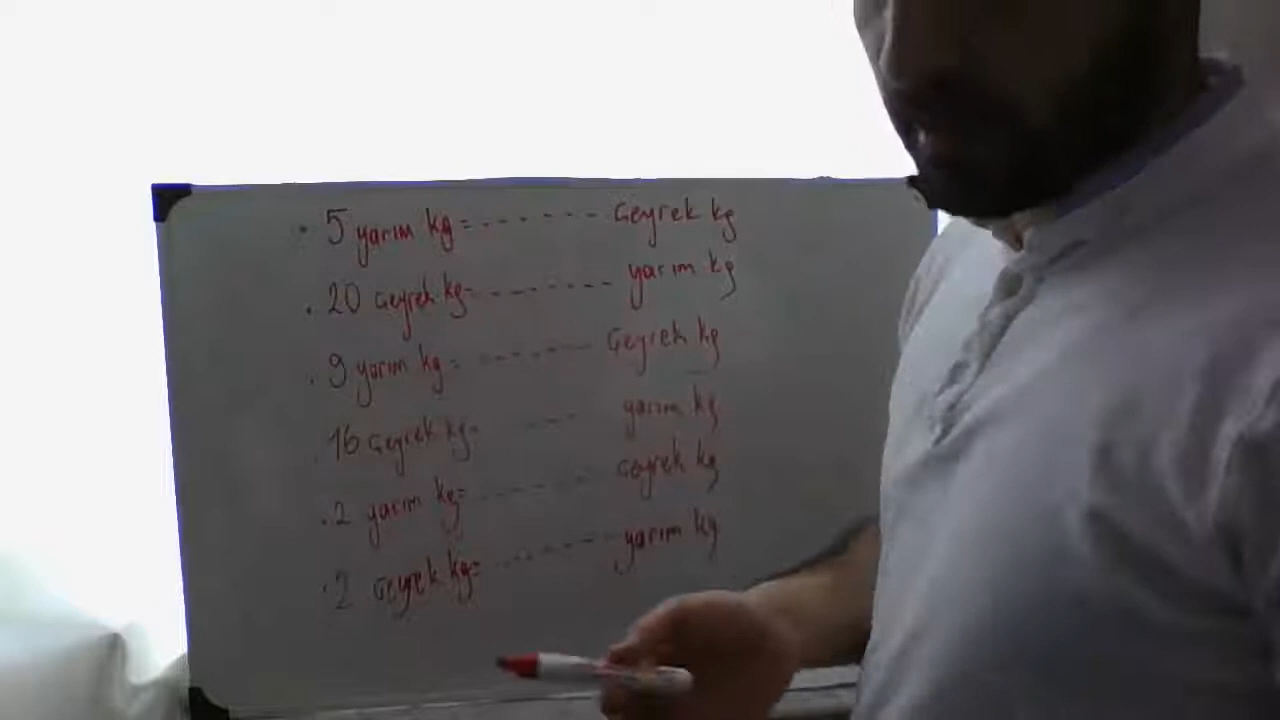 . 5 yarım kg = ------ Çeyrek kg
. 20 Çeyrek kg= -------- yarım kg
. 9 yarım kg = ------ Çeyrek kg
. 16 Çeyrek kg= ------ yarım kg
. 2 yarım kg= ------ Çeyrek kg
. 2 Çeyrek kg= ------- yarım kg